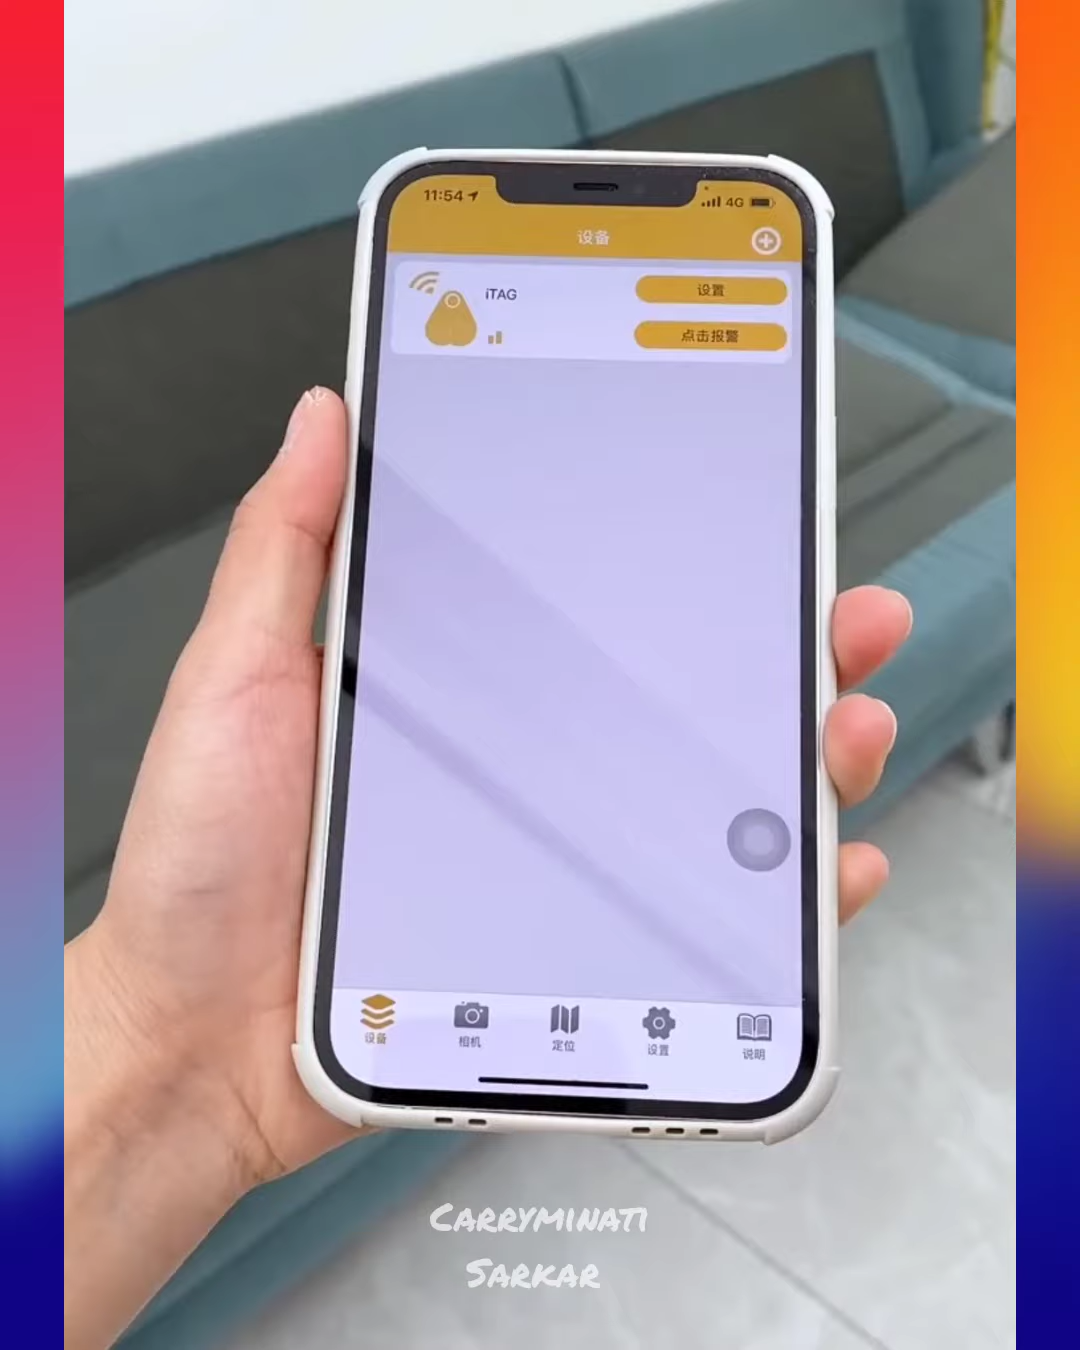 11:54
4G
设备
iTAG
设置
点击报警
设备
相机
定位
设置
说明
CARRYMINATI
SARKAR